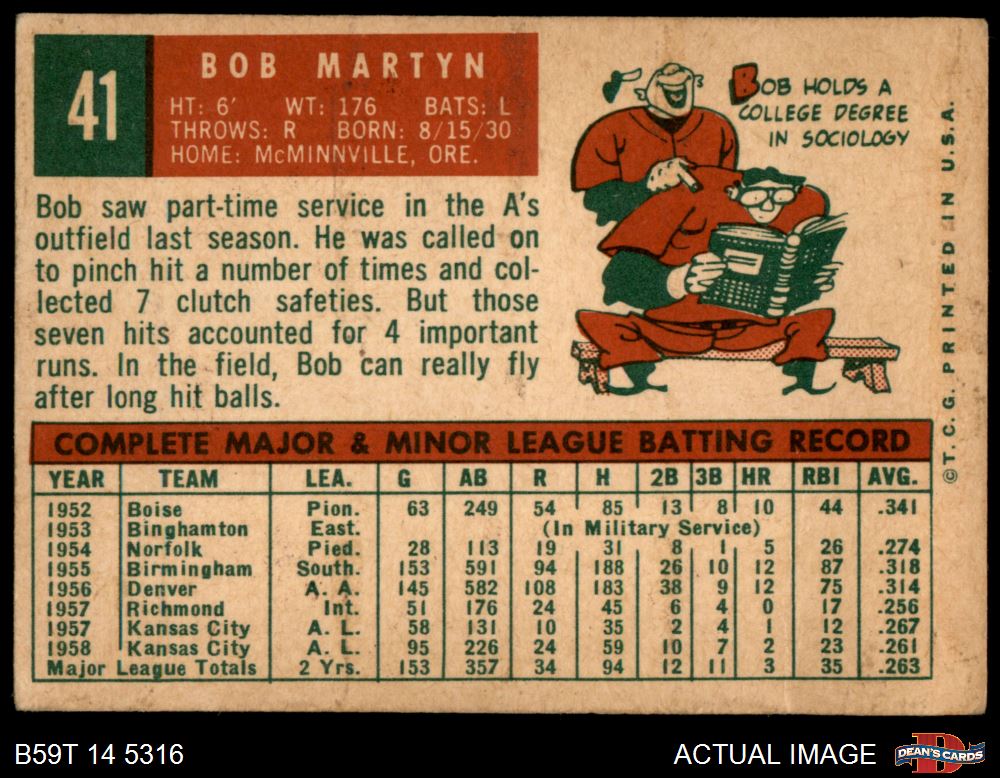 41
BOB MARTYN
HT: 6' WT: 176 BATS: L
THROWS: R BORN: 8/15/30
HOME: McMINNVILLE, ORE.
BOB HOLDS A
COLLEGE DEGREE
IN SOCIOLOGY
Bob saw part-time service in the A's
outfield last season. He was called on
to pinch hit a number of times and col-
lected 7 clutch safeties. But those
seven hits accounted for 4 important
runs. In the field, Bob can really fly
after long hit balls.
© T. C. G. PRINTED IN U.S.A.
COMPLETE MAJOR & MINOR LEAGUE BATTING RECORD
YEAR TEAM LEA. G AB R H 2B 3B HR RBI AVG.
1952 Boise Pion. 63 249 54 85 13 8 10 44 .341
1953 Binghamton East. (In Military Service)
1954 Norfolk Pied. 28 113 19 31 8 1 5 26 .274
1955 Birmingham South. 153 591 94 188 26 10 12 87 .318
1956 Denver A. A. 145 582 108 183 38 9 12 75 .314
1957 Richmond Int. 51 176 24 45 6 4 0 17 .256
1957 Kansas City A. L. 58 131 10 35 2 4 1 12 .267
1958 Kansas City A. L. 95 226 24 59 10 7 2 23 .261
Major League Totals 2 Yrs. 153 357 34 94 12 11 3 35 .263
B59T 14 5316
ACTUAL IMAGE
DEAN'S CARDS